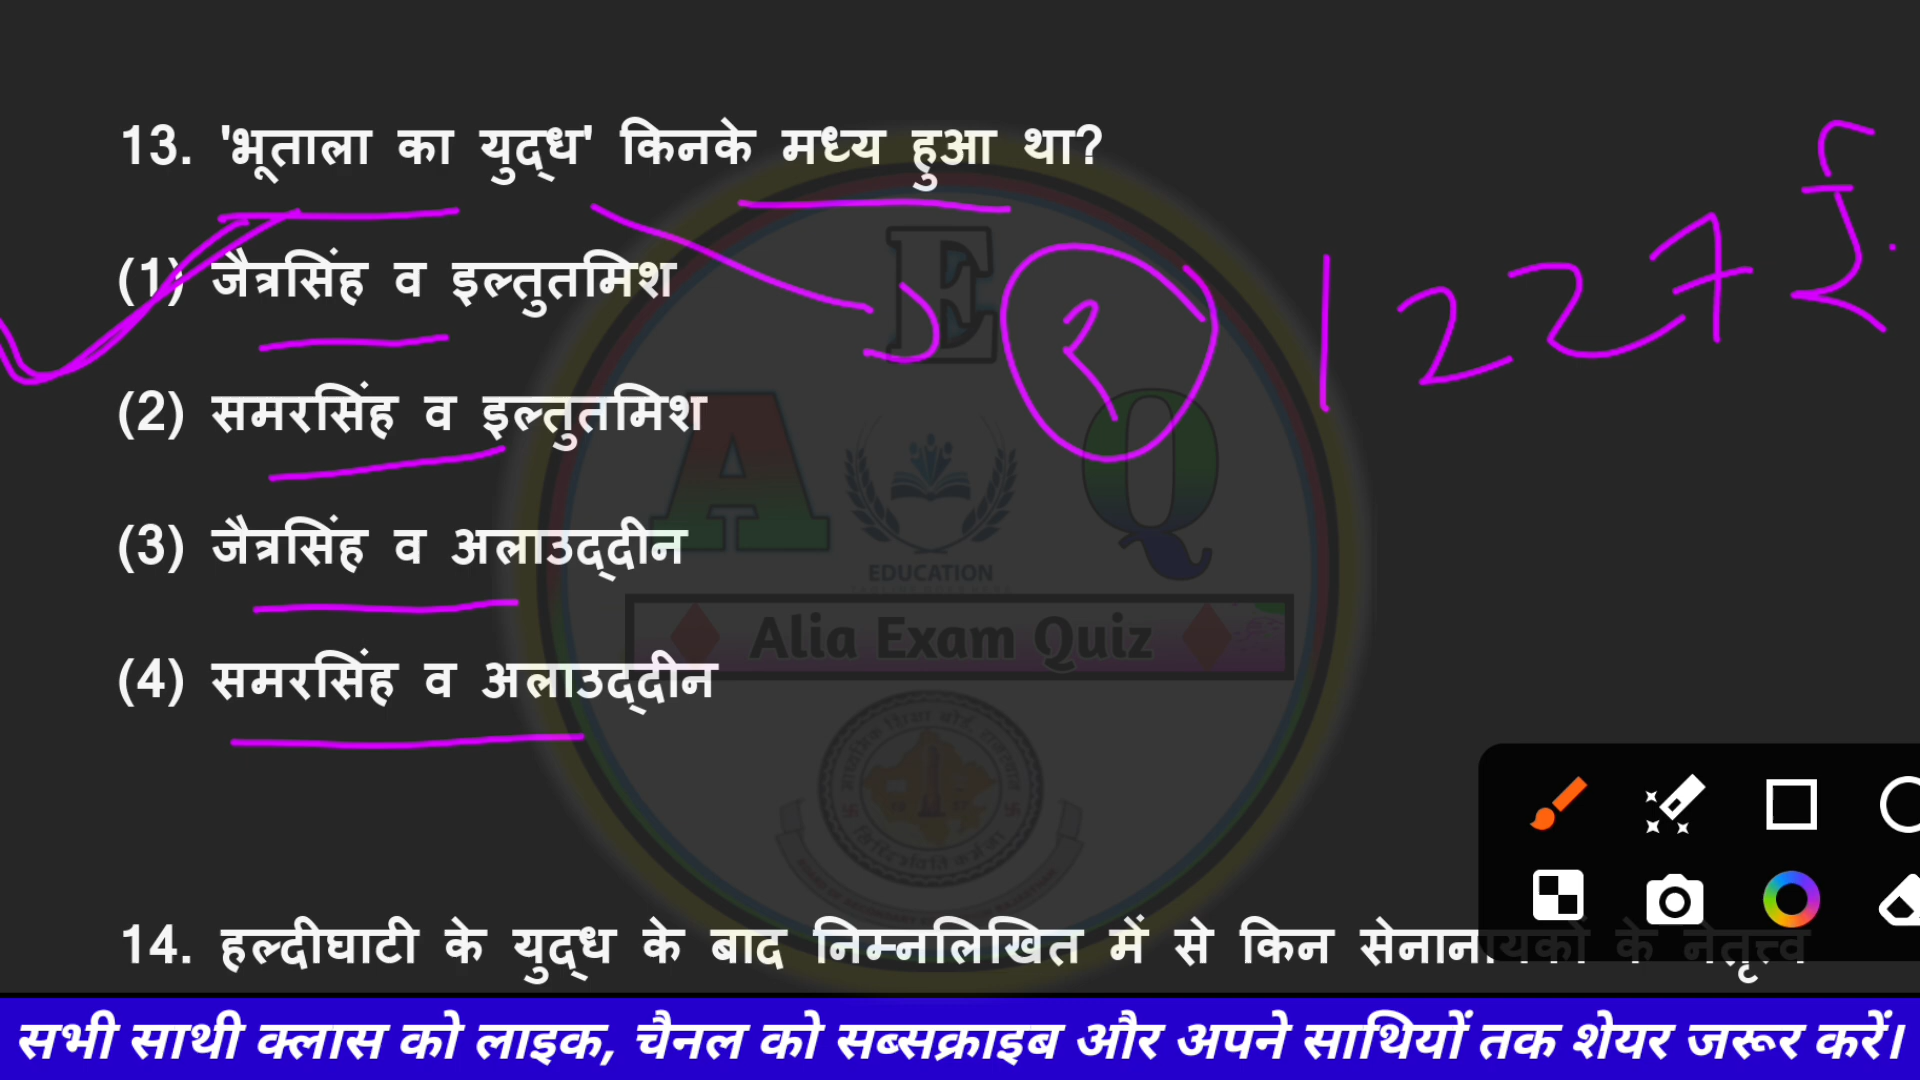 13. 'भूताला का युद्ध' किनके मध्य हुआ था?
(1) जैत्रसिंह व इल्तुतमिश
1227 ई.
(2) समरसिंह व इल्तुतमिश
(3) जैत्रसिंह व अलाउद्दीन
(4) समरसिंह व अलाउद्दीन
E
A Q
EDUCATION
Alia Exam Quiz
14. हल्दीघाटी के युद्ध के बाद निम्नलिखित में से किन सेनानायकों के नेतृत्त्व
सभी साथी क्लास को लाइक, चैनल को सब्सक्राइब और अपने साथियों तक शेयर जरूर करें।